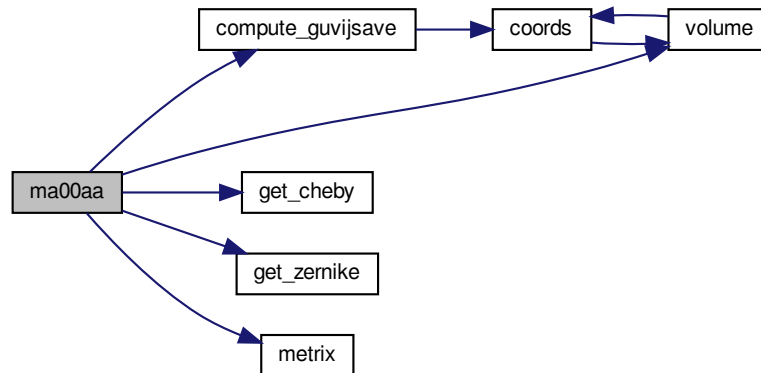 compute_guvijsave
coords
volume
ma00aa
get_cheby
get_zernike
metrix